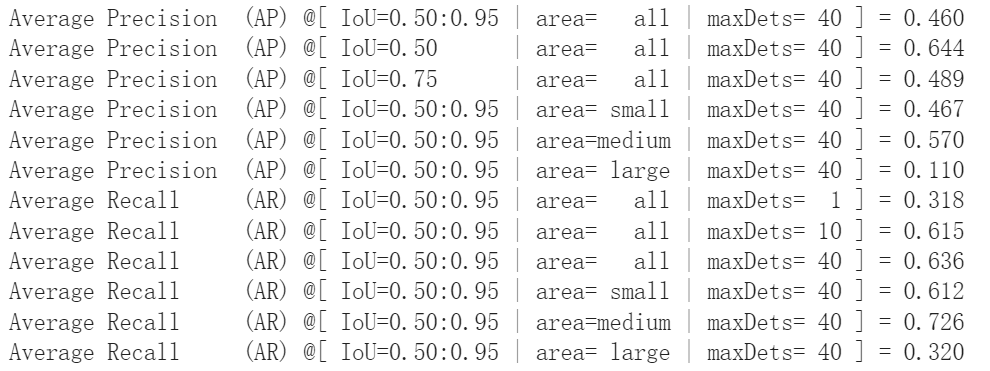 Average Precision  (AP) @[ IoU=0.50:0.95 | area=   all | maxDets= 40 ] = 0.460
Average Precision  (AP) @[ IoU=0.50      | area=   all | maxDets= 40 ] = 0.644
Average Precision  (AP) @[ IoU=0.75      | area=   all | maxDets= 40 ] = 0.489
Average Precision  (AP) @[ IoU=0.50:0.95 | area= small | maxDets= 40 ] = 0.467
Average Precision  (AP) @[ IoU=0.50:0.95 | area=medium | maxDets= 40 ] = 0.570
Average Precision  (AP) @[ IoU=0.50:0.95 | area= large | maxDets= 40 ] = 0.110
Average Recall     (AR) @[ IoU=0.50:0.95 | area=   all | maxDets=  1 ] = 0.318
Average Recall     (AR) @[ IoU=0.50:0.95 | area=   all | maxDets= 10 ] = 0.615
Average Recall     (AR) @[ IoU=0.50:0.95 | area=   all | maxDets= 40 ] = 0.636
Average Recall     (AR) @[ IoU=0.50:0.95 | area= small | maxDets= 40 ] = 0.612
Average Recall     (AR) @[ IoU=0.50:0.95 | area=medium | maxDets= 40 ] = 0.726
Average Recall     (AR) @[ IoU=0.50:0.95 | area= large | maxDets= 40 ] = 0.320